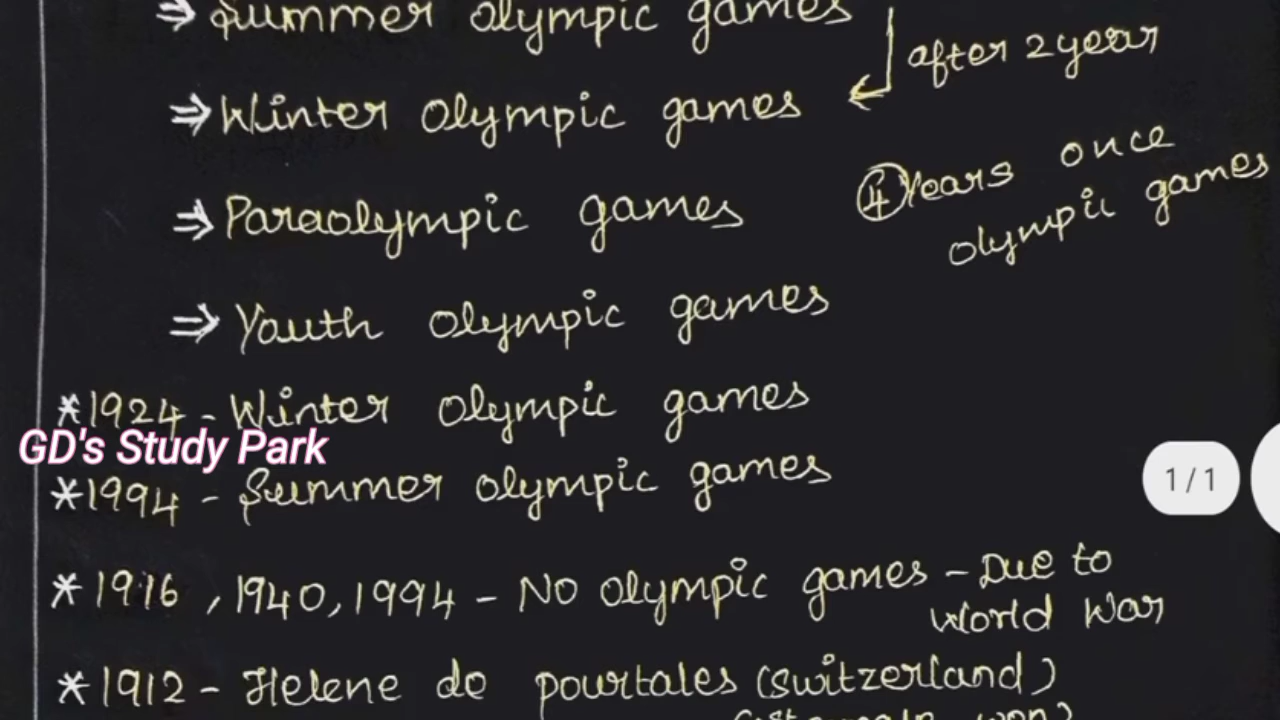 ⇒ Summer olympic games
after 2 year
⇒ Winter olympic games
④ Years once
olympic games
⇒ Paraolympic games
⇒ Youth olympic games
*1924 - Winter olympic games
GD's Study Park
*1994 - Summer olympic games
1/1
*1916, 1940, 1994 - No olympic games - Due to
World War
*1912 - Helene de pourtales (Switzerland)